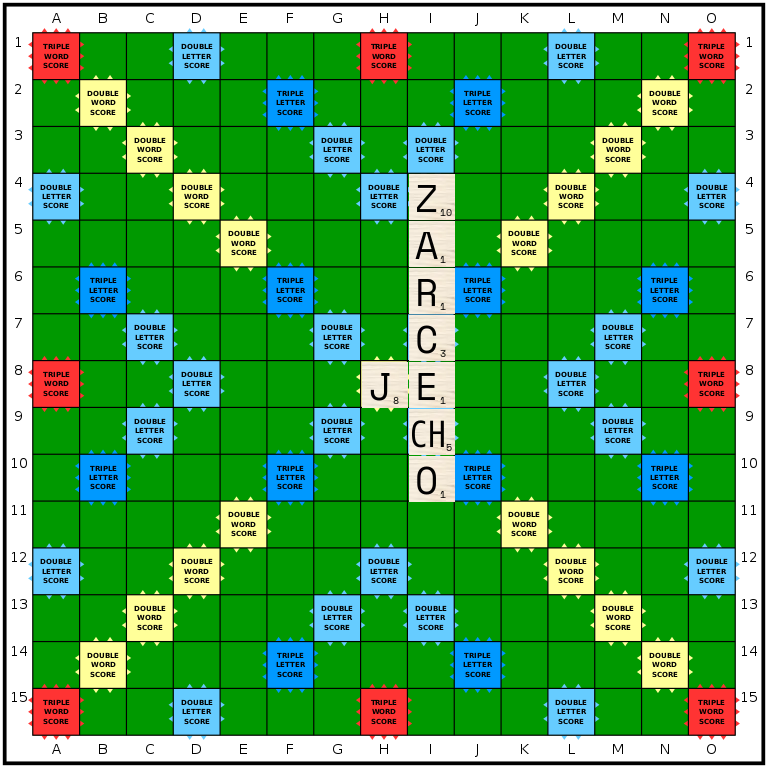 A B C D E F G H I J K L M N O
1 TRIPLE DOUBLE TRIPLE DOUBLE TRIPLE 1
WORD LETTER WORD LETTER WORD
SCORE SCORE SCORE SCORE SCORE
2 DOUBLE TRIPLE TRIPLE DOUBLE 2
WORD LETTER LETTER WORD
SCORE SCORE SCORE SCORE
3 DOUBLE DOUBLE DOUBLE DOUBLE 3
WORD LETTER LETTER WORD
SCORE SCORE SCORE SCORE
4 DOUBLE DOUBLE DOUBLE DOUBLE DOUBLE 4
LETTER WORD LETTER Z WORD LETTER
SCORE SCORE SCORE 10 SCORE SCORE
5 DOUBLE DOUBLE 5
WORD A WORD
SCORE 1 SCORE
6 TRIPLE TRIPLE TRIPLE TRIPLE 6
LETTER LETTER R LETTER LETTER
SCORE SCORE 1 SCORE SCORE
7 DOUBLE DOUBLE DOUBLE 7
LETTER LETTER C LETTER
SCORE SCORE 3 SCORE
8 TRIPLE DOUBLE DOUBLE TRIPLE 8
WORD LETTER J E LETTER WORD
SCORE SCORE 8 1 SCORE SCORE
9 DOUBLE DOUBLE DOUBLE 9
LETTER LETTER CH LETTER
SCORE SCORE 5 SCORE
10 TRIPLE TRIPLE TRIPLE TRIPLE 10
LETTER LETTER O LETTER LETTER
SCORE SCORE 1 SCORE SCORE
11 DOUBLE DOUBLE 11
WORD WORD
SCORE SCORE
12 DOUBLE DOUBLE DOUBLE DOUBLE DOUBLE 12
LETTER WORD LETTER WORD LETTER
SCORE SCORE SCORE SCORE SCORE
13 DOUBLE DOUBLE DOUBLE DOUBLE 13
WORD LETTER LETTER WORD
SCORE SCORE SCORE SCORE
14 DOUBLE TRIPLE TRIPLE DOUBLE 14
WORD LETTER LETTER WORD
SCORE SCORE SCORE SCORE
15 TRIPLE DOUBLE TRIPLE DOUBLE TRIPLE 15
WORD LETTER WORD LETTER WORD
SCORE SCORE SCORE SCORE SCORE
A B C D E F G H I J K L M N O